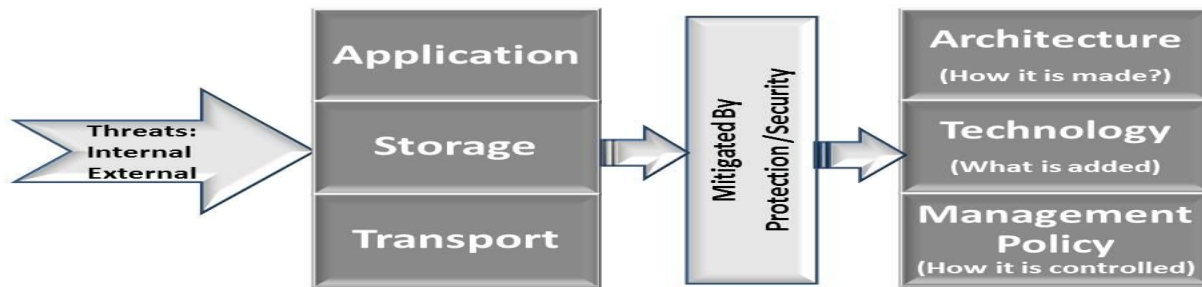 Threats:
Internal
External
Application
Storage
Transport
Mitigated By
Protection /Security
Architecture
(How it is made?)
Technology
(What is added)
Management
Policy
(How it is controlled)